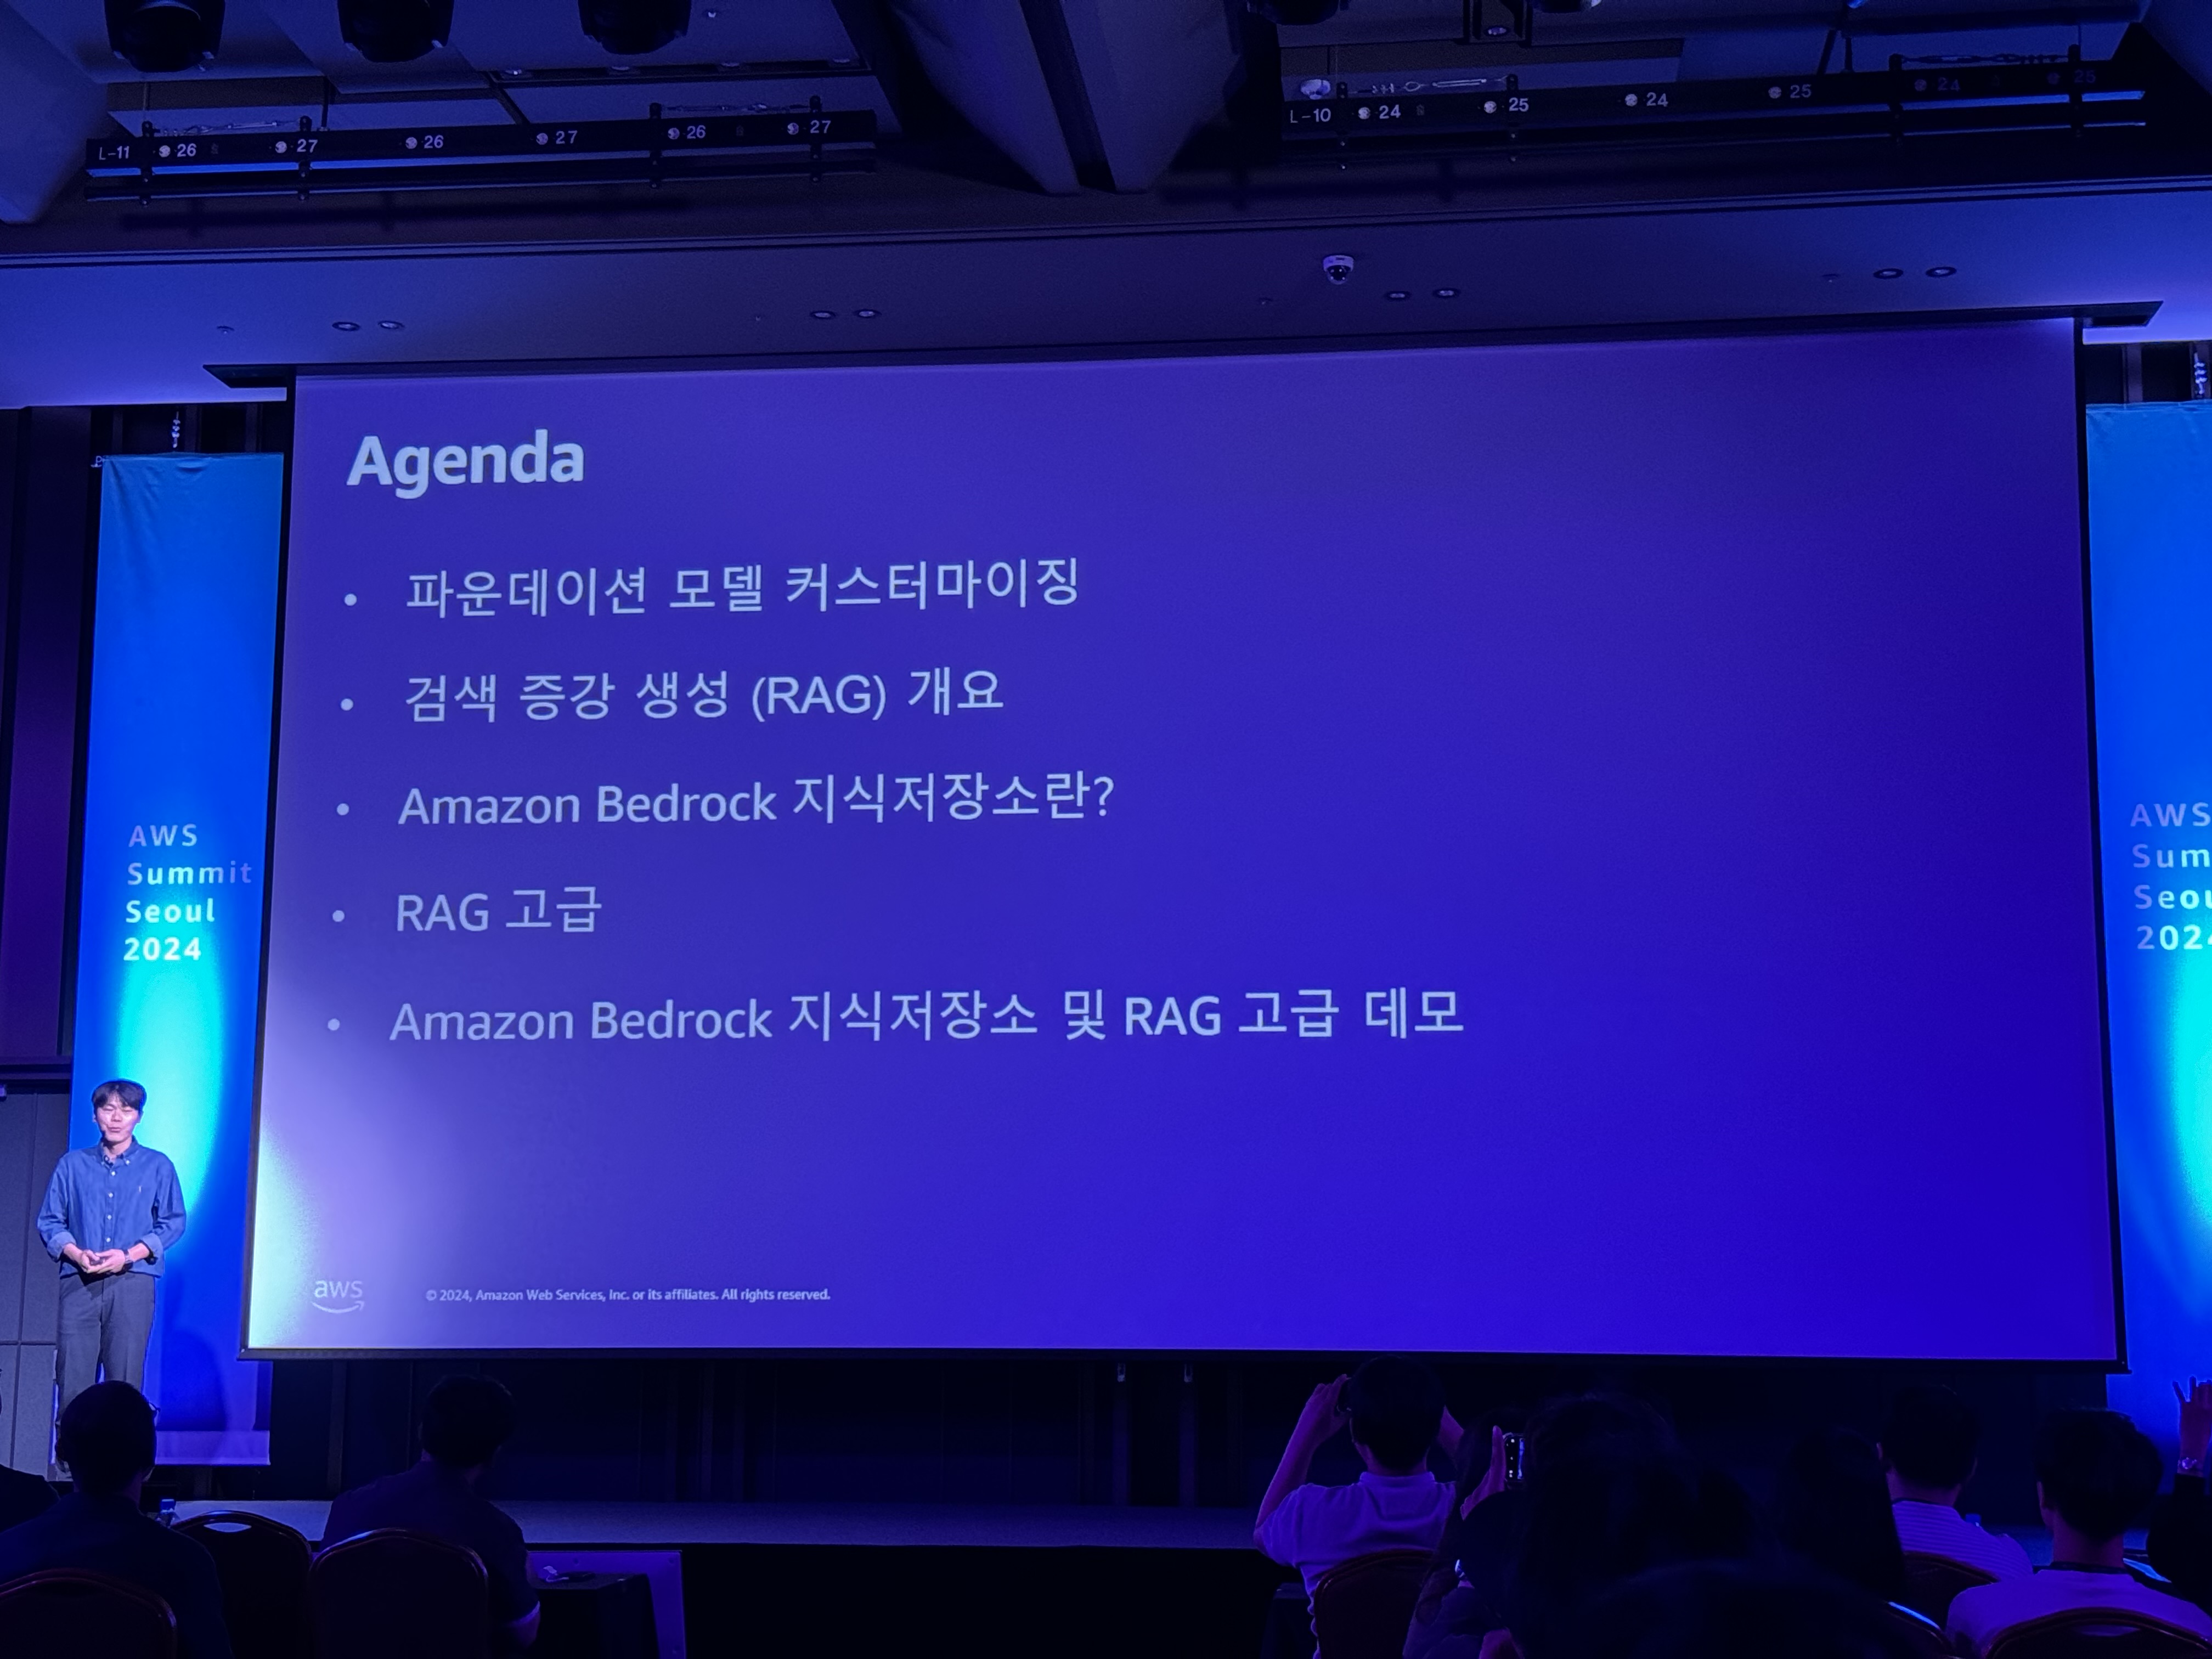 L-11 26 27 26 27 26 27
L-10 24 25 24 25 24 25
Agenda
• 파운데이션 모델 커스터마이징
• 검색 증강 생성 (RAG) 개요
• Amazon Bedrock 지식저장소란?
• RAG 고급
• Amazon Bedrock 지식저장소 및 RAG 고급 데모
aws
© 2024, Amazon Web Services, Inc. or its affiliates. All rights reserved.
AWS
Summit
Seoul
2024
AWS
Sum
Seou
2024